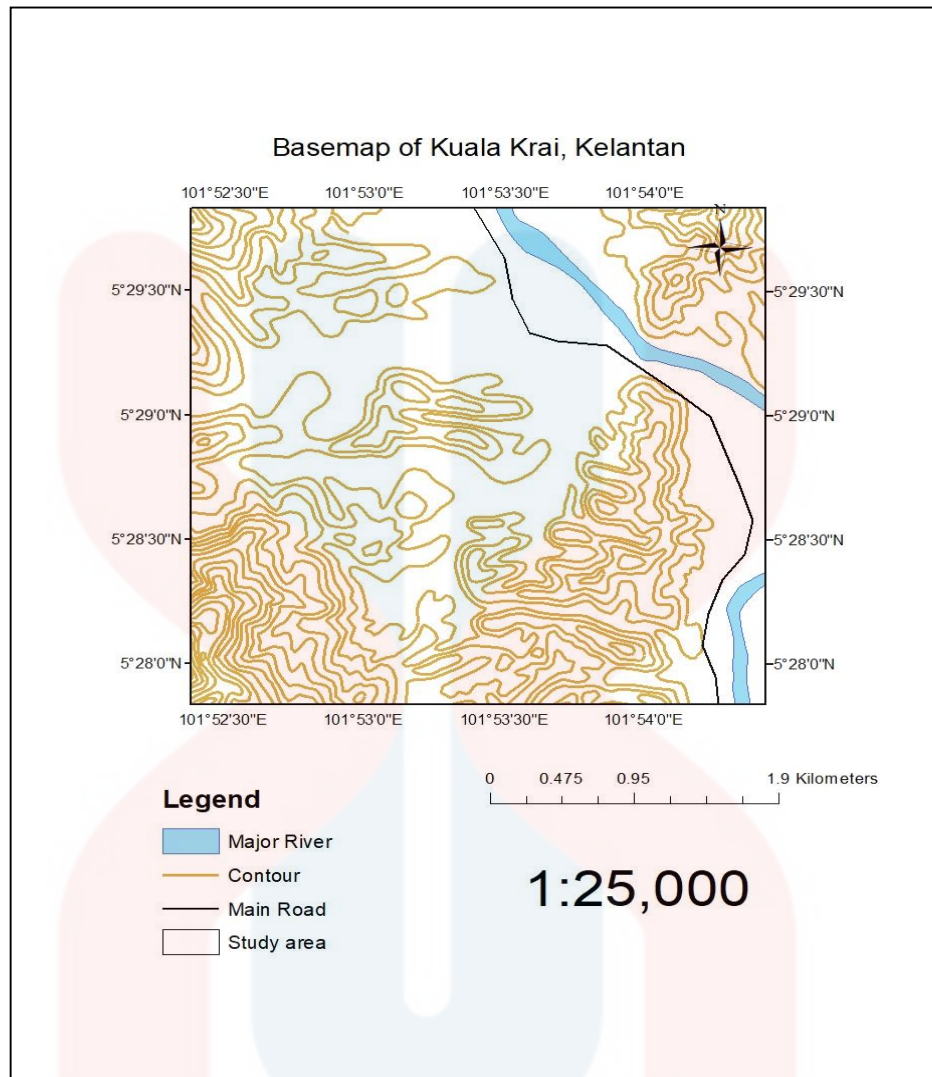 Basemap of Kuala Krai, Kelantan
101°52'30"E 101°53'0"E 101°53'30"E 101°54'0"E
N
5°29'30"N 5°29'30"N
5°29'0"N 5°29'0"N
5°28'30"N 5°28'30"N
5°28'0"N 5°28'0"N
101°52'30"E 101°53'0"E 101°53'30"E 101°54'0"E
0 0.475 0.95 1.9 Kilometers
Legend
Major River
Contour
Main Road
Study area
1:25,000